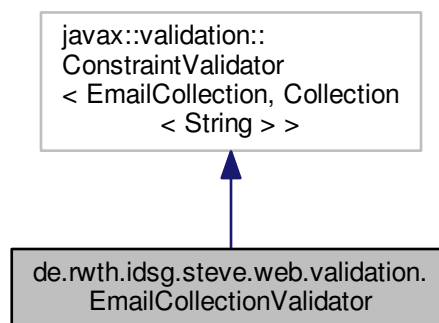 javax::validation::
ConstraintValidator
< EmailCollection, Collection
< String > >
de.rwth.idsg.steve.web.validation.
EmailCollectionValidator